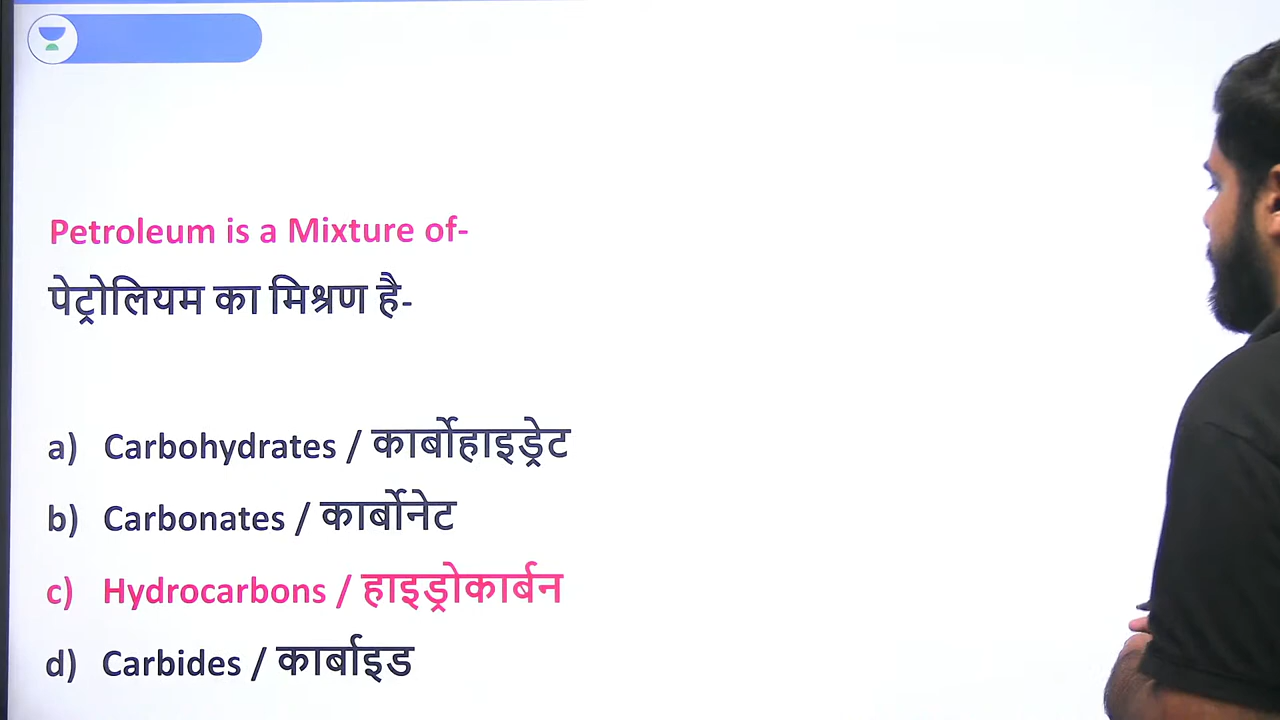 Petroleum is a Mixture of-
पेट्रोलियम का मिश्रण है-
a) Carbohydrates / कार्बोहाइड्रेट
b) Carbonates / कार्बोनेट
c) Hydrocarbons / हाइड्रोकार्बन
d) Carbides / कार्बाइड